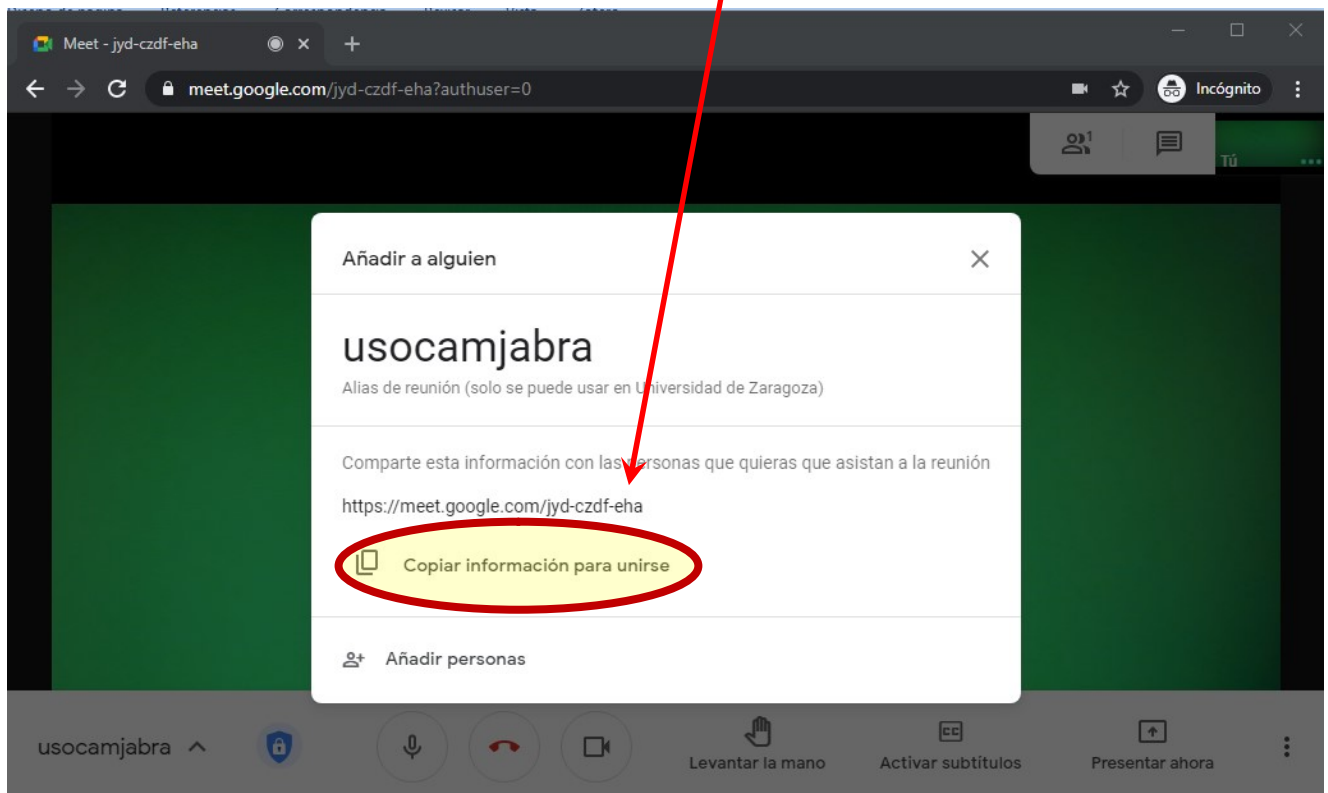 Meet - jyd-czdf-eha
meet.google.com/jyd-czdf-eha?authuser=0
Incógnito
1
Tú
Añadir a alguien
usocamjabra
Alias de reunión (solo se puede usar en Universidad de Zaragoza)
Comparte esta información con las personas que quieras que asistan a la reunión
https://meet.google.com/jyd-czdf-eha
Copiar información para unirse
Añadir personas
usocamjabra
CC
Levantar la mano
Activar subtítulos
Presentar ahora